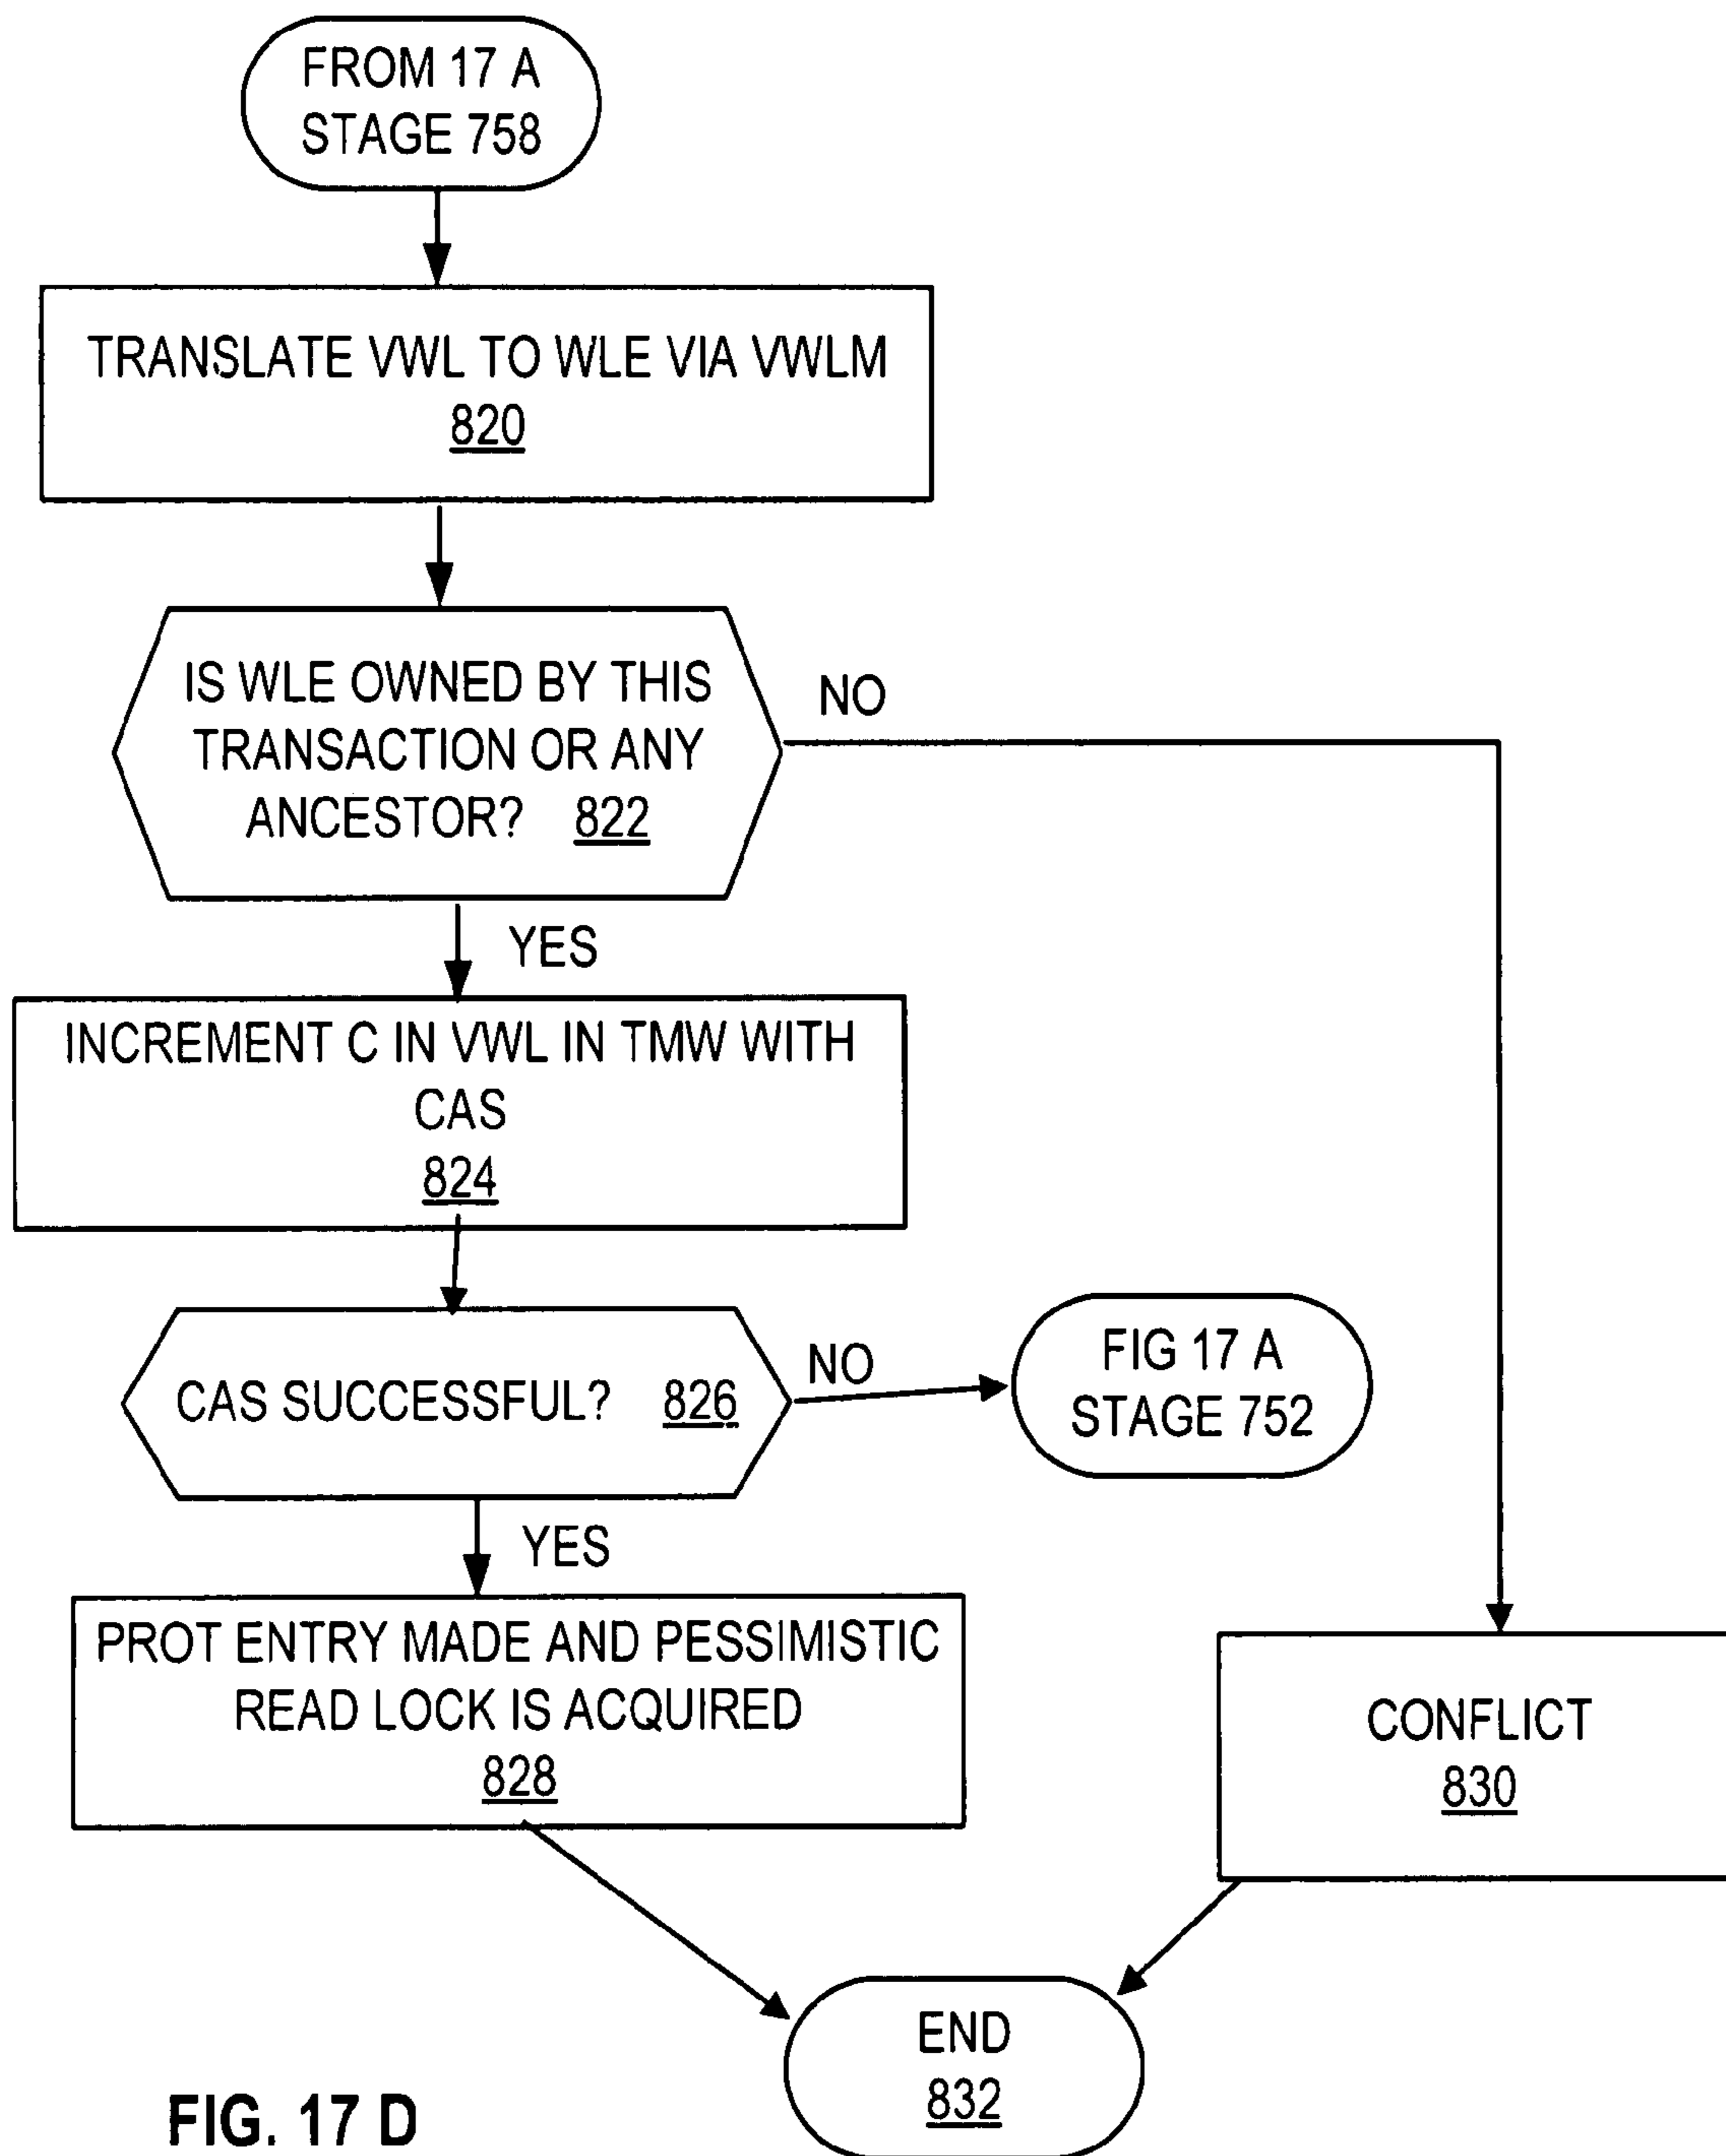 FROM 17 A
STAGE 758
TRANSLATE VWL TO WLE VIA VWLM
820
IS WLE OWNED BY THIS
TRANSACTION OR ANY
ANCESTOR? 822
NO
YES
INCREMENT C IN VWL IN TMW WITH
CAS
824
CAS SUCCESSFUL? 826
NO
FIG 17 A
STAGE 752
YES
PROT ENTRY MADE AND PESSIMISTIC
READ LOCK IS ACQUIRED
828
CONFLICT
830
END
832
FIG. 17 D